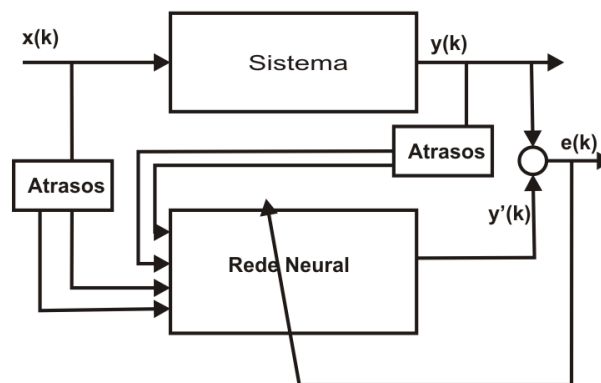 x(k)
Sistema
y(k)
Atrasos
e(k)
Atrasos
y'(k)
Rede Neural